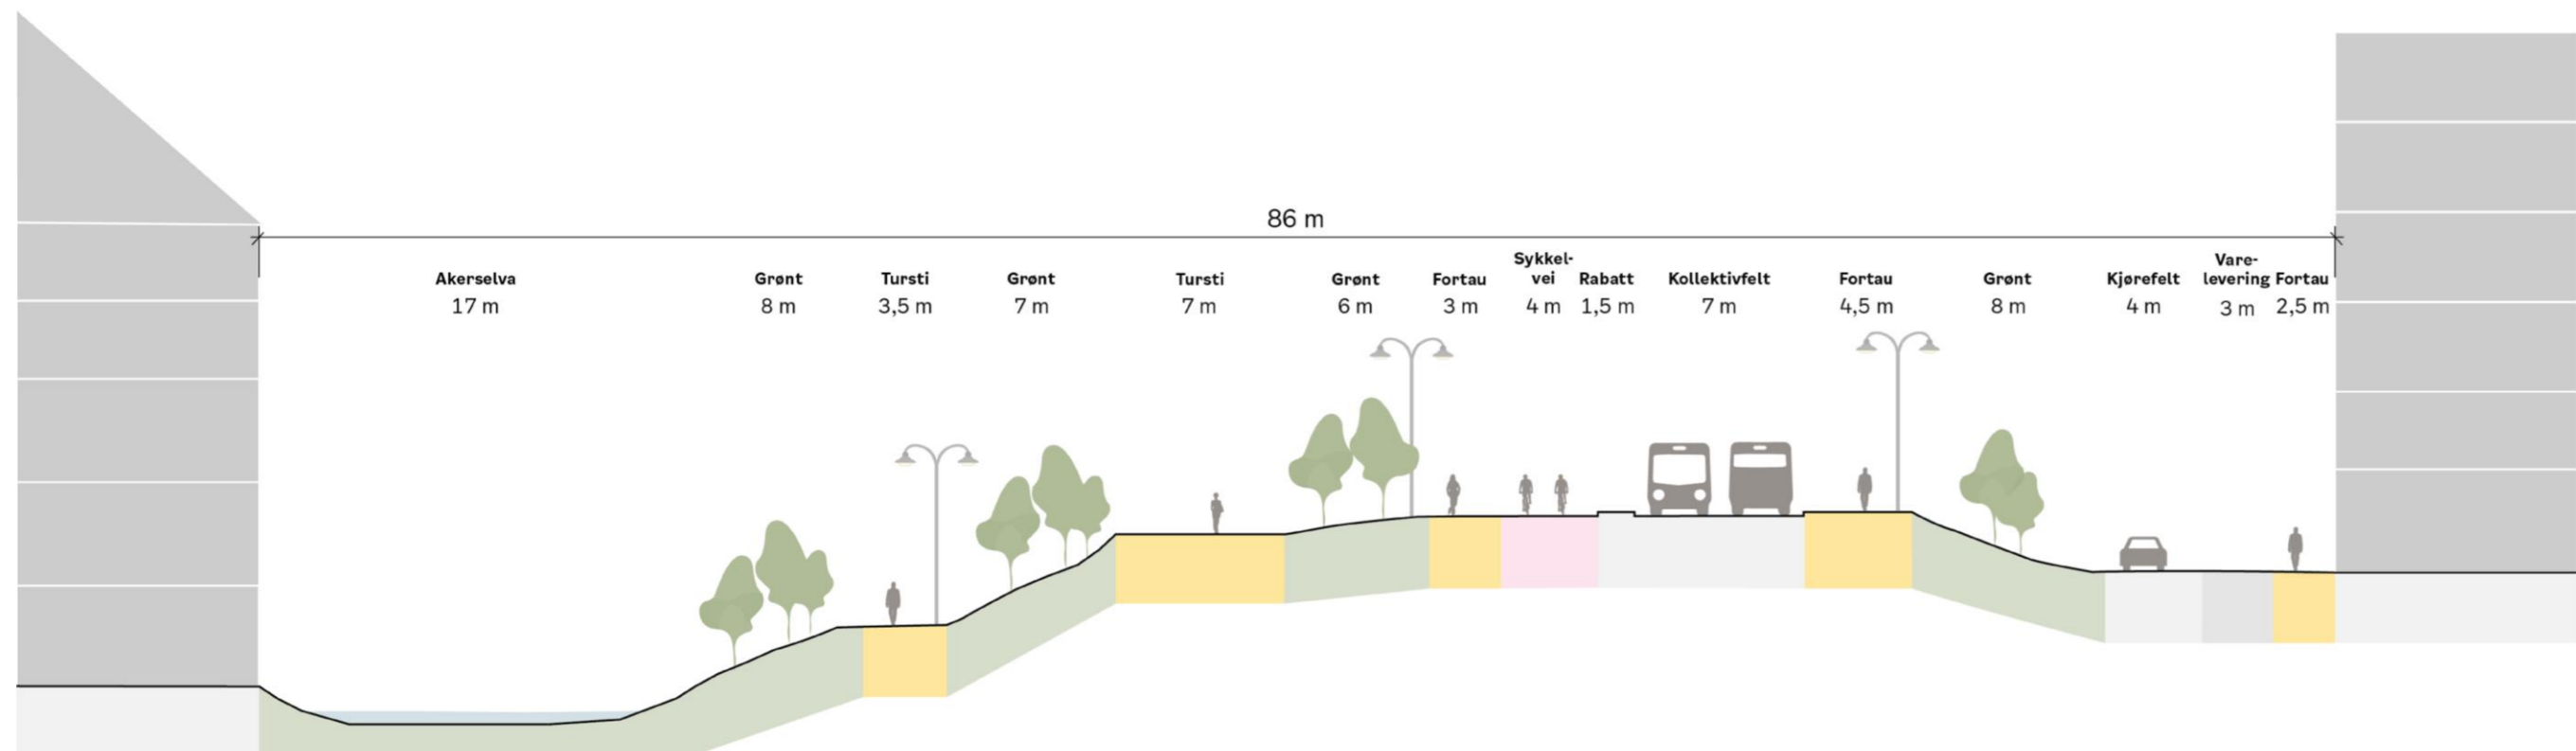 86 m
Akerselva
17 m
Grønt
8 m
Tursti
3,5 m
Grønt
7 m
Tursti
7 m
Grønt
6 m
Fortau
3 m
Sykkel-
vei
4 m
Rabatt
1,5 m
Kollektivfelt
7 m
Fortau
4,5 m
Grønt
8 m
Kjørefelt
4 m
Vare-
levering
3 m
Fortau
2,5 m